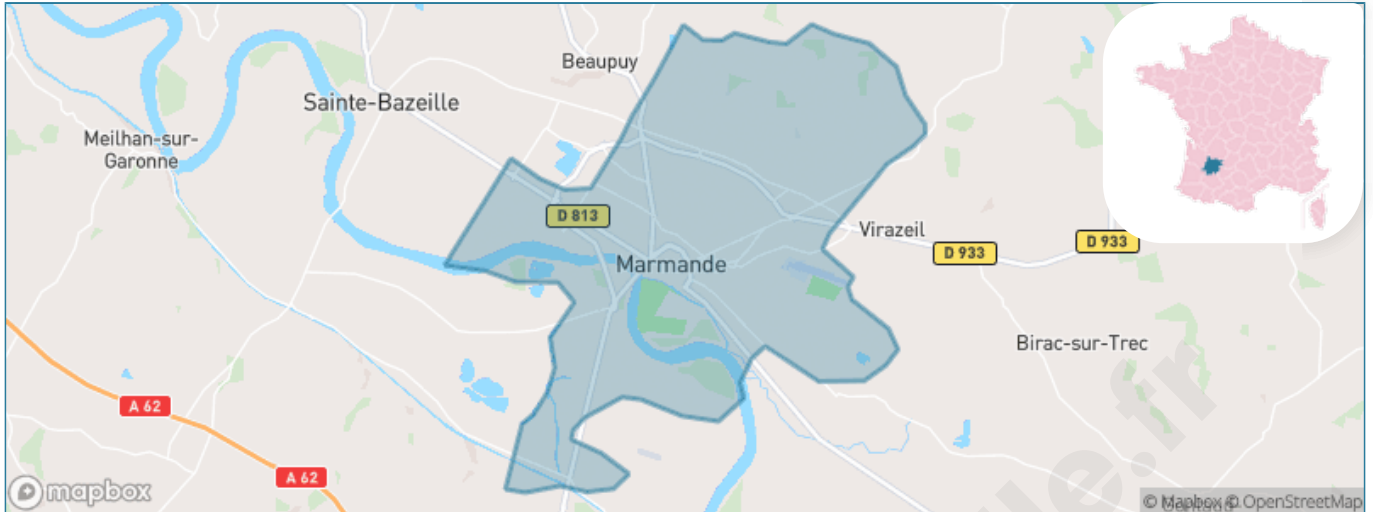 Beaupuy
Sainte-Bazeille
Meilhan-sur-
Garonne
D 813
Virazeil
D 933
D 933
Marmande
Birac-sur-Trec
A 62
A 62
mapbox
© Mapbox © OpenStreetMap